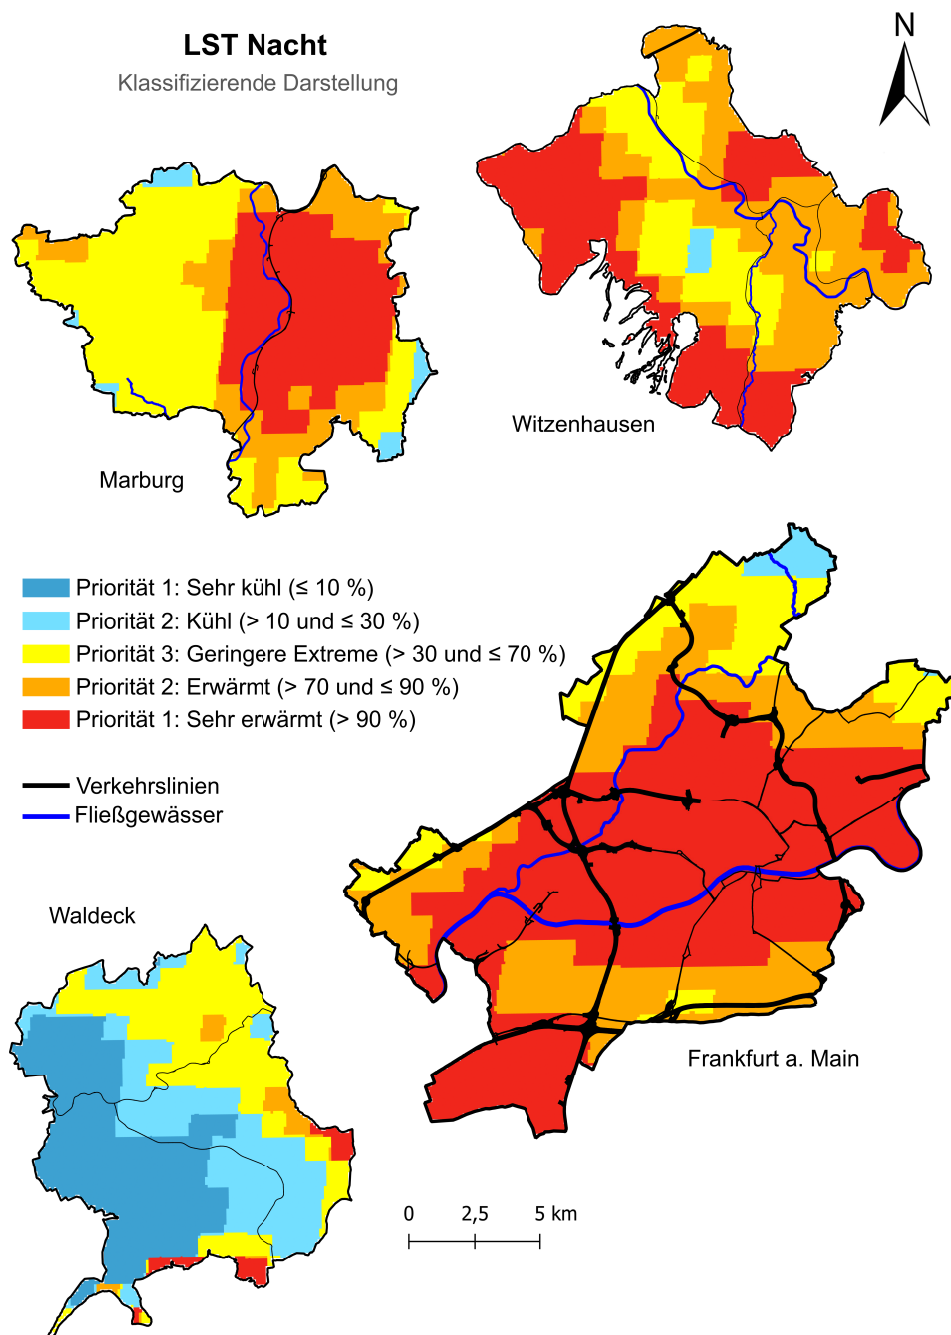 LST Nacht
Klassifizierende Darstellung
N
Witzenhausen
Marburg
Priorität 1: Sehr kühl (≤ 10 %)
Priorität 2: Kühl (> 10 und ≤ 30 %)
Priorität 3: Geringere Extreme (> 30 und ≤ 70 %)
Priorität 2: Erwärmt (> 70 und ≤ 90 %)
Priorität 1: Sehr erwärmt (> 90 %)
Verkehrslinien
Fließgewässer
Waldeck
Frankfurt a. Main
0 2,5 5 km